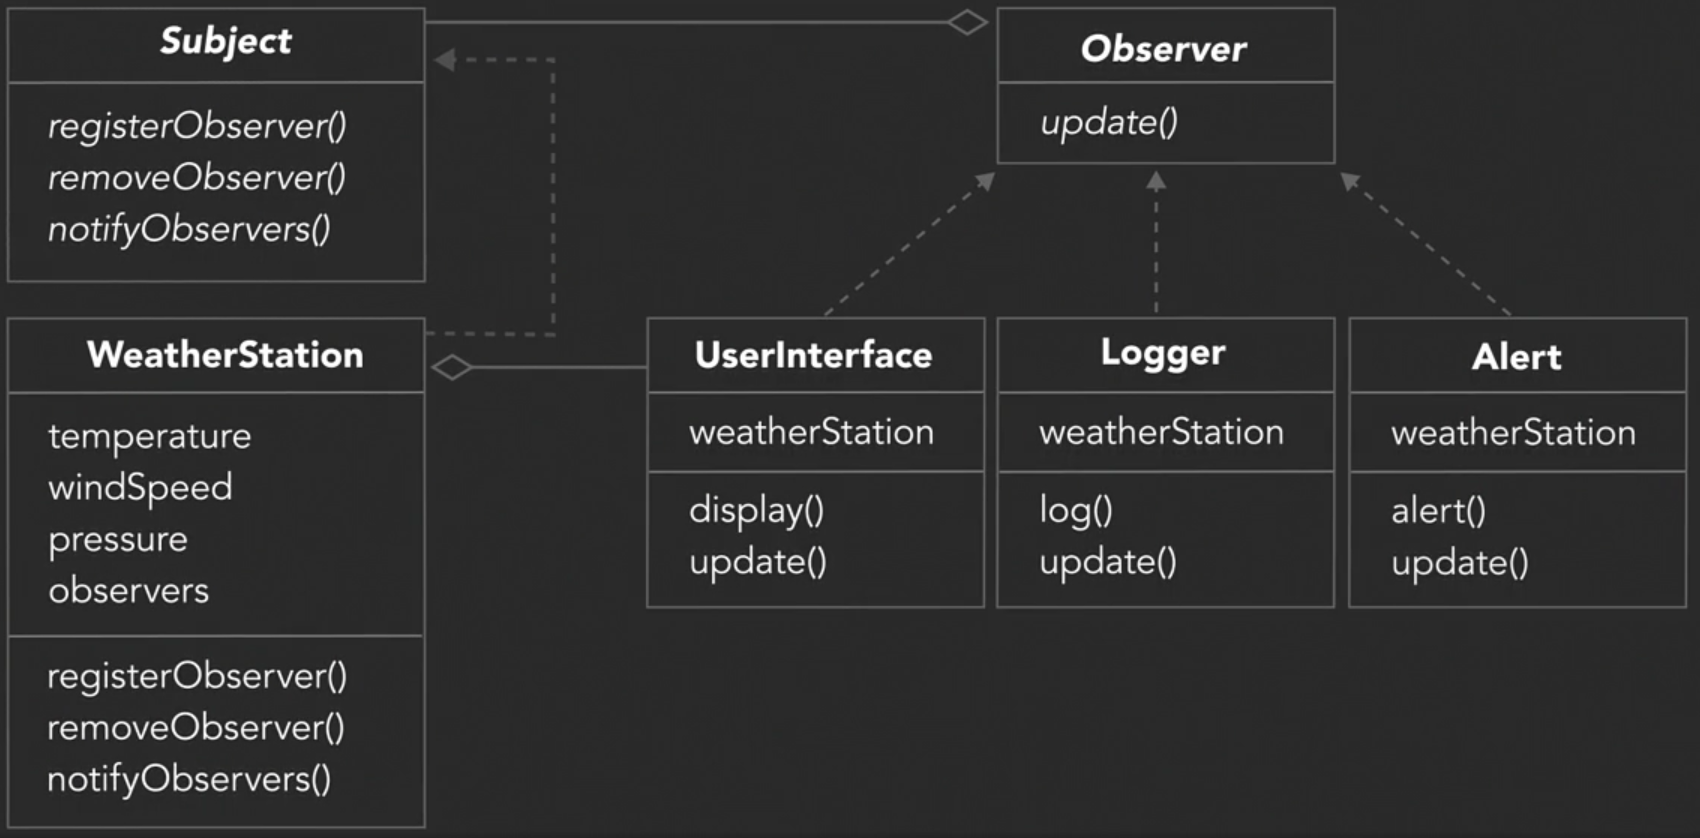 Subject
registerObserver()
removeObserver()
notifyObservers()
Observer
update()
WeatherStation
temperature
windSpeed
pressure
observers
registerObserver()
removeObserver()
notifyObservers()
UserInterface
weatherStation
display()
update()
Logger
weatherStation
log()
update()
Alert
weatherStation
alert()
update()